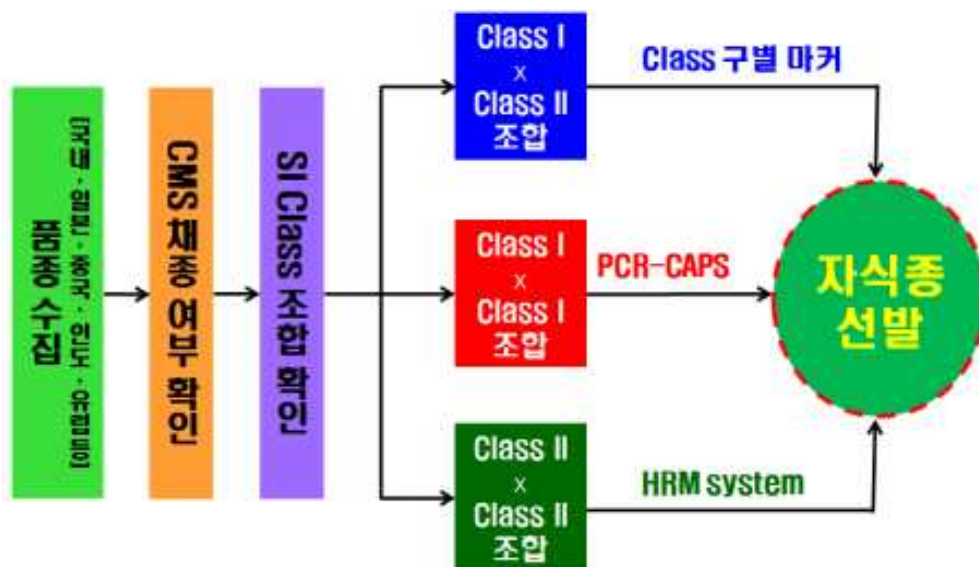 품종 수집
(국내·일본·중국·인도·유럽등)
CMS 채종 여부 확인
SI Class 조합 확인
Class I
x
Class II
조합
Class 구별 마커
Class I
x
Class I
조합
PCR-CAPS
Class II
x
Class II
조합
HRM system
자식종
선발